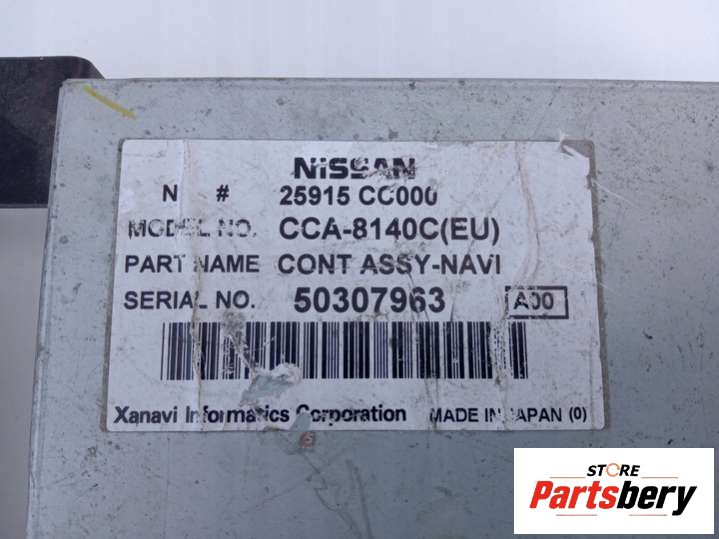 NISSAN
N # 25915 CC000
MODEL NO. CCA-8140C(EU)
PART NAME CONT ASSY-NAVI
SERIAL NO. 50307963 A00
Xanavi Informatics Corporation MADE IN JAPAN (0)
STORE
Partsbery